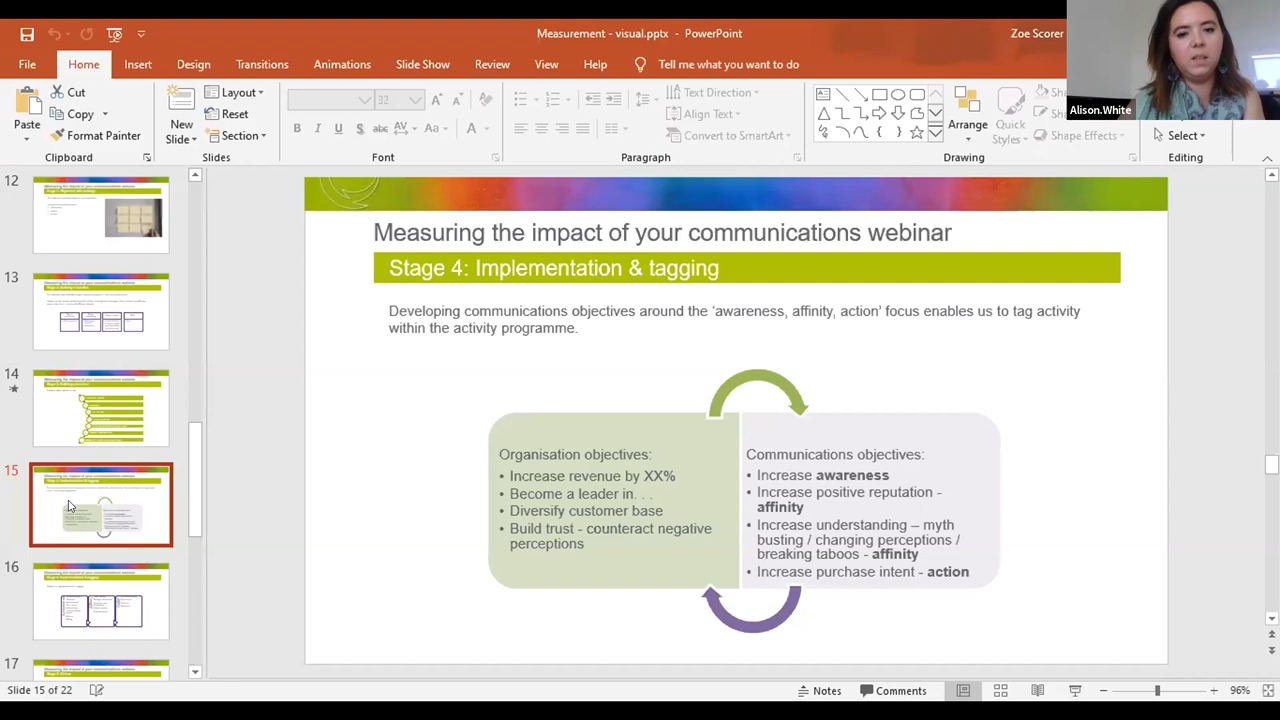 Measurement - visual.pptx - PowerPoint
Zoe Scorer
Alison.White
File Home Insert Design Transitions Animations Slide Show Review View Help Tell me what you want to do
Paste
Cut
Copy
Format Painter
Clipboard
New
Slide
Layout
Reset
Section
Slides
32
Font
Text Direction
Align Text
Convert to SmartArt
Paragraph
Arrange
Quick
Styles
Shape Effects
Drawing
Select
Editing
12
13
14
15
16
17
Measuring the impact of your communications webinar
Stage 4: Implementation & tagging
Developing communications objectives around the ‘awareness, affinity, action’ focus enables us to tag activity
within the activity programme.
Organisation objectives:
• Increase revenue by XX%
• Become a leader in. . .
• Diversify customer base
• Build trust - counteract negative
perceptions
Communications objectives:
• Increase awareness
• Increase positive reputation -
affinity
• Increase understanding – myth
busting / changing perceptions /
breaking taboos - affinity
• Increase purchase intent - action
Slide 15 of 22
Notes
Comments
96%